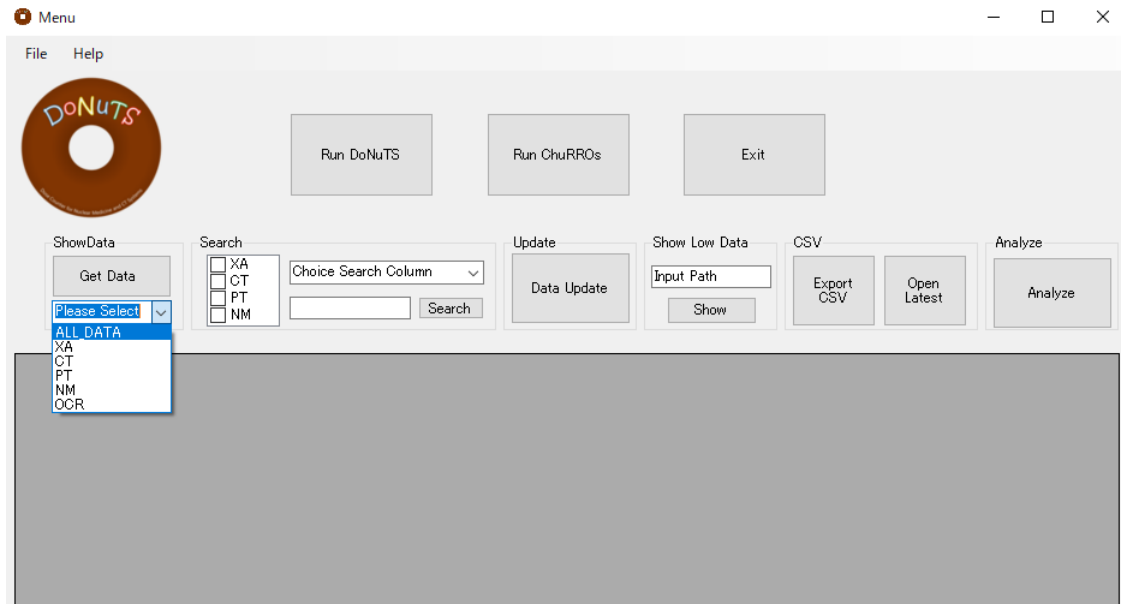 Menu
File Help
DoNuTS
Run DoNuTS
Run ChuRROs
Exit
ShowData
Get Data
Please Select
ALL_DATA
XA
CT
PT
NM
OCR
Search
XA
CT
PT
NM
Choice Search Column
Search
Update
Data Update
Show Low Data
Input Path
Show
CSV
Export
CSV
Open
Latest
Analyze
Analyze